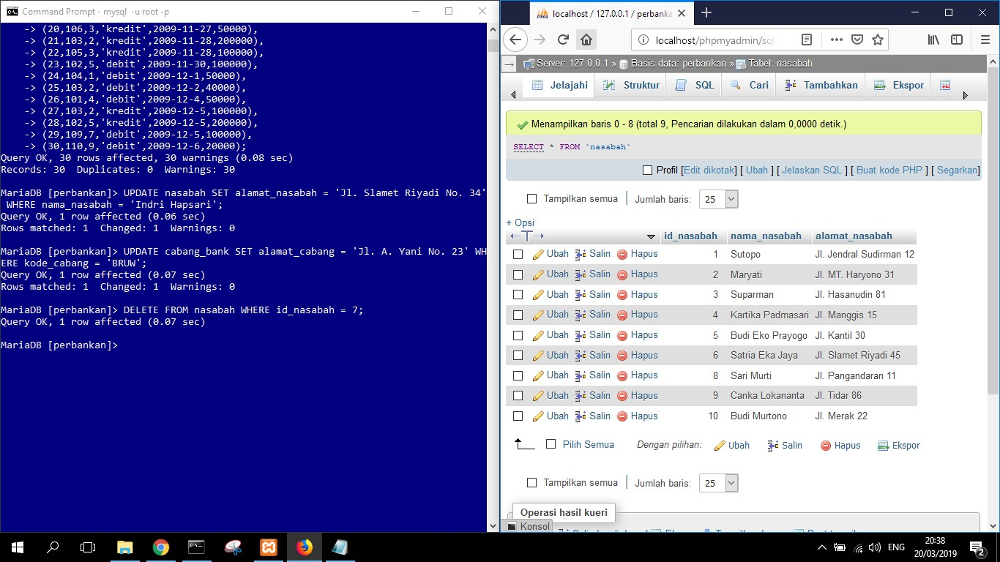 Command Prompt - mysql  -u root -p
    -> (20,106,3,'kredit',2009-11-27,50000),
    -> (21,103,2,'kredit',2009-11-28,200000),
    -> (22,105,3,'kredit',2009-11-28,100000),
    -> (23,102,5,'debit',2009-11-30,100000),
    -> (24,104,1,'debit',2009-12-1,50000),
    -> (25,103,2,'debit',2009-12-2,40000),
    -> (26,101,4,'debit',2009-12-4,50000),
    -> (27,103,2,'kredit',2009-12-5,100000),
    -> (28,102,5,'kredit',2009-12-5,200000),
    -> (29,109,7,'debit',2009-12-5,100000),
    -> (30,110,9,'debit',2009-12-6,20000);
Query OK, 30 rows affected, 30 warnings (0.08 sec)
Records: 30  Duplicates: 0  Warnings: 30
MariaDB [perbankan]> UPDATE nasabah SET alamat_nasabah = 'Jl. Slamet Riyadi No. 34'
 WHERE nama_nasabah = 'Indri Hapsari';
Query OK, 1 row affected (0.06 sec)
Rows matched: 1  Changed: 1  Warnings: 0
MariaDB [perbankan]> UPDATE cabang_bank SET alamat_cabang = 'Jl. A. Yani No. 23' WH
ERE kode_cabang = 'BRUW';
Query OK, 1 row affected (0.07 sec)
Rows matched: 1  Changed: 1  Warnings: 0
MariaDB [perbankan]> DELETE FROM nasabah WHERE id_nasabah = 7;
Query OK, 1 row affected (0.07 sec)
MariaDB [perbankan]>
localhost / 127.0.0.1 / perbanka
localhost/phpmyadmin/sql
Server: 127.0.0.1 » Basis data: perbankan » Tabel: nasabah
Jelajahi Struktur SQL Cari Tambahkan Ekspor
Menampilkan baris 0 - 8 (total 9, Pencarian dilakukan dalam 0,0000 detik.)
SELECT * FROM `nasabah`
Profil [Edit dikotak] [ Ubah ] [ Jelaskan SQL ] [ Buat kode PHP ] [ Segarkan]
Tampilkan semua | Jumlah baris: 25
+ Opsi
id_nasabah nama_nasabah alamat_nasabah
Ubah Salin Hapus 1 Sutopo Jl. Jendral Sudirman 12
Ubah Salin Hapus 2 Maryati Jl. MT. Haryono 31
Ubah Salin Hapus 3 Suparman Jl. Hasanudin 81
Ubah Salin Hapus 4 Kartika Padmasari Jl. Manggis 15
Ubah Salin Hapus 5 Budi Eko Prayogo Jl. Kantil 30
Ubah Salin Hapus 6 Satria Eka Jaya Jl. Slamet Riyadi 45
Ubah Salin Hapus 8 Sari Murti Jl. Pangandaran 11
Ubah Salin Hapus 9 Canka Lokananta Jl. Tidar 86
Ubah Salin Hapus 10 Budi Murtono Jl. Merak 22
Pilih Semua Dengan pilihan: Ubah Salin Hapus Ekspor
Tampilkan semua | Jumlah baris: 25
Operasi hasil kueri
Konsol
ENG
20:38
20/03/2019
2